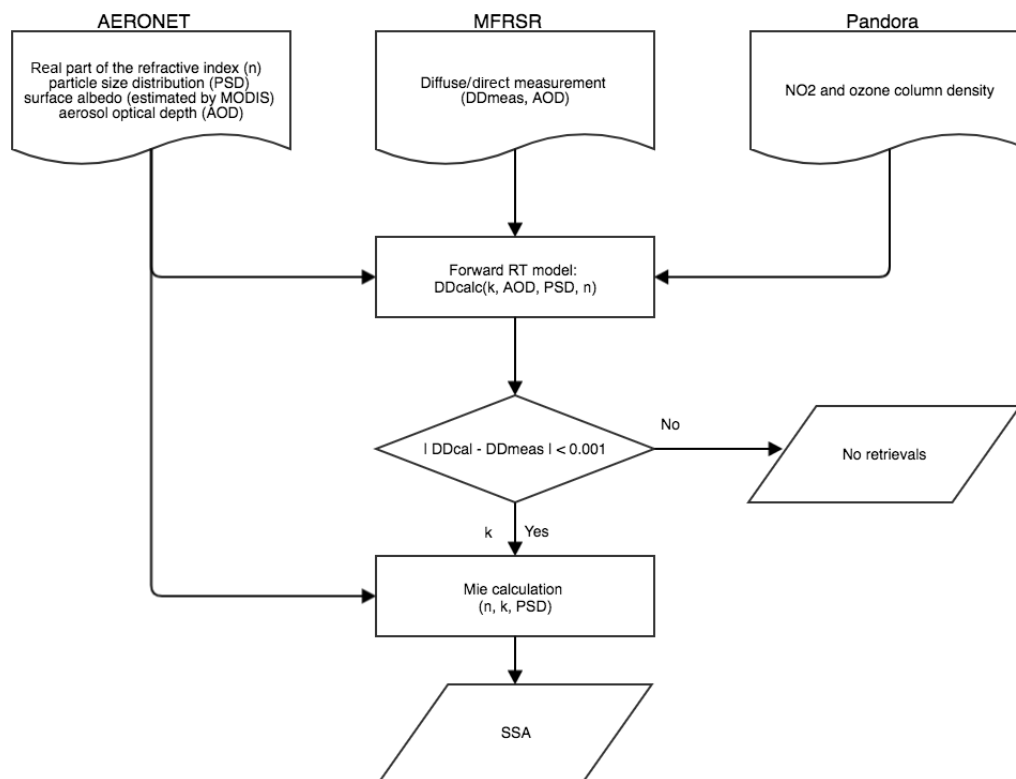 AERONET
MFRSR
Pandora
Real part of the refractive index (n)
particle size distribution (PSD)
surface albedo (estimated by MODIS)
aerosol optical depth (AOD)
Diffuse/direct measurement
(DDmeas, AOD)
NO2 and ozone column density
Forward RT model:
DDcalc(k, AOD, PSD, n)
| DDcal - DDmeas | < 0.001
No
No retrievals
k
Yes
Mie calculation
(n, k, PSD)
SSA